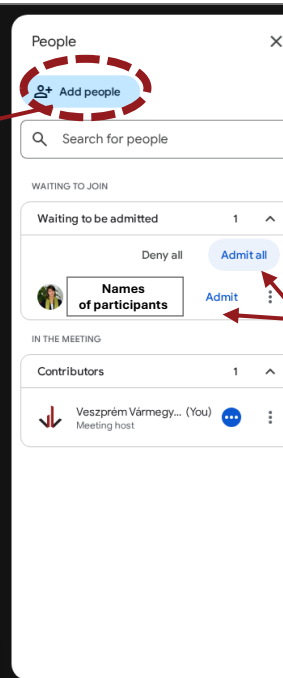 People
Add people
Search for people
WAITING TO JOIN
Waiting to be admitted 1
Deny all Admit all
Names
of participants
Admit
IN THE MEETING
Contributors 1
Veszprém Vármegy... (You)
Meeting host